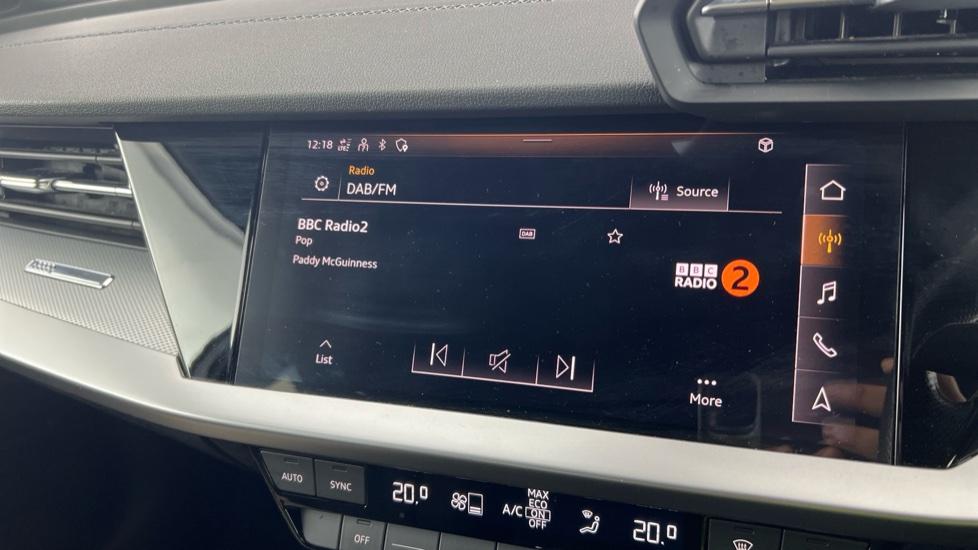 12:18 LTE
Radio
DAB/FM
Source
BBC Radio2
DAB
Pop
Paddy McGuinness
BBC
RADIO 2
List
More
AUTO
SYNC
20.0
A/C
MAX
ECO
ON
OFF
20.0
OFF